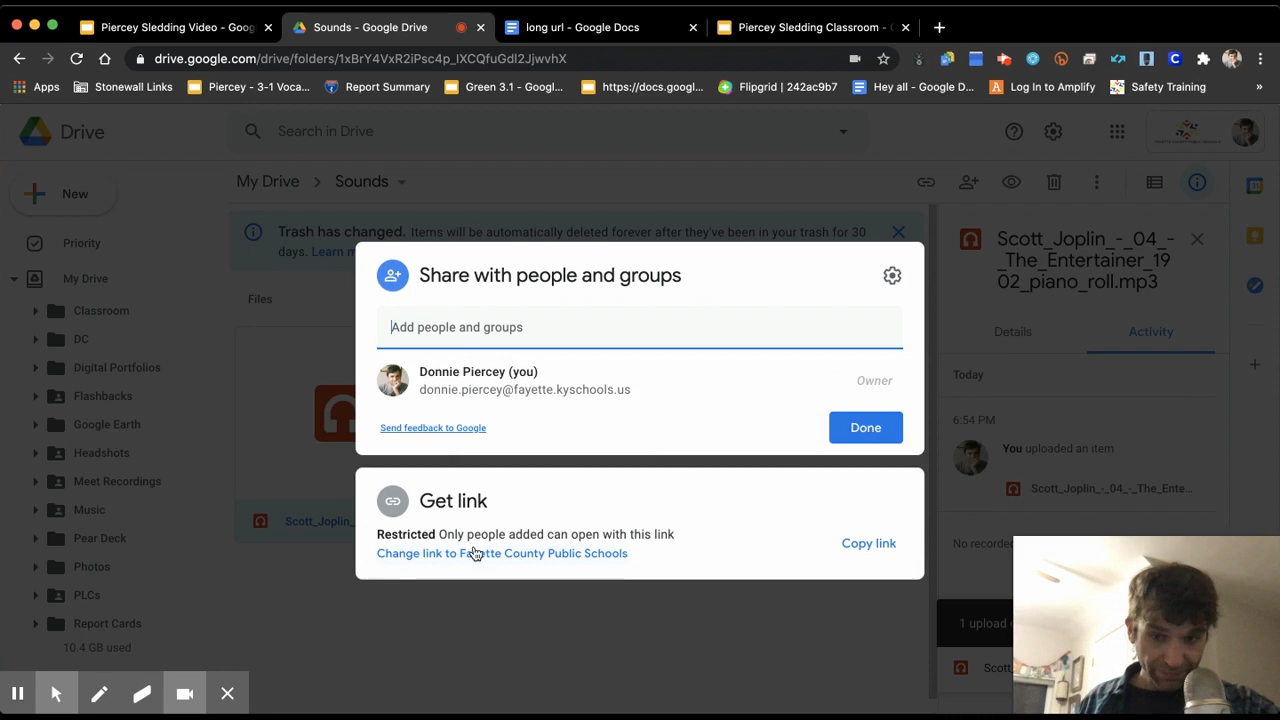 Piercey Sledding Video - Goog
Sounds - Google Drive
long url - Google Docs
Piercey Sledding Classroom -
drive.google.com/drive/folders/1xBrY4VxR2iPsc4p_IXCQfuGdI2JjwvhX
Apps
Stonewall Links
Piercey - 3-1 Voca...
Report Summary
Green 3.1 - Googl...
https://docs.googl...
Flipgrid | 242ac9b7
Hey all - Google D...
Log In to Amplify
Safety Training
»
Drive
Search in Drive
New
My Drive > Sounds
Priority
My Drive
Classroom
DC
Digital Portfolios
Flashbacks
Google Earth
Headshots
Meet Recordings
Music
Pear Deck
Photos
PLCs
Report Cards
10.4 GB used
Trash has changed. Items will be automatically deleted forever after they've been in your trash for 30
days. Learn m
Files
Scott_Joplin_
Share with people and groups
Add people and groups
Donnie Piercey (you)
donnie.piercey@fayette.kyschools.us
Owner
Send feedback to Google
Done
Get link
Restricted Only people added can open with this link
Change link to Fayette County Public Schools
Copy link
Scott_Joplin_-_04_-
_The_Entertainer_19
02_piano_roll.mp3
Details
Activity
Today
6:54 PM
You uploaded an item
Scott_Joplin_-_04_-_The_Ente...
No recorded
1 upload
Scott